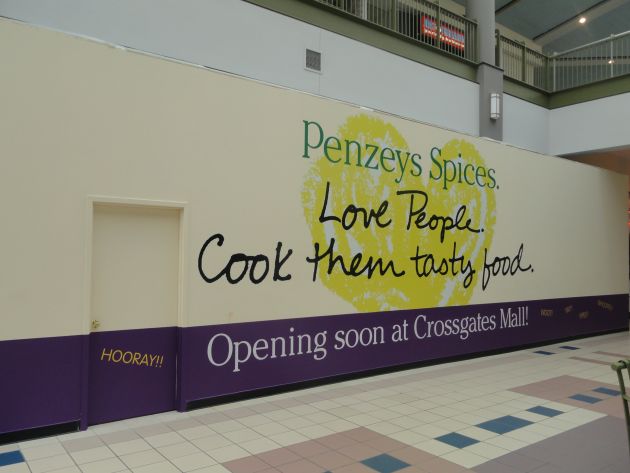 Penzeys Spices.
Love People.
Cook them tasty food.
Opening soon at Crossgates Mall!
HOORAY!!